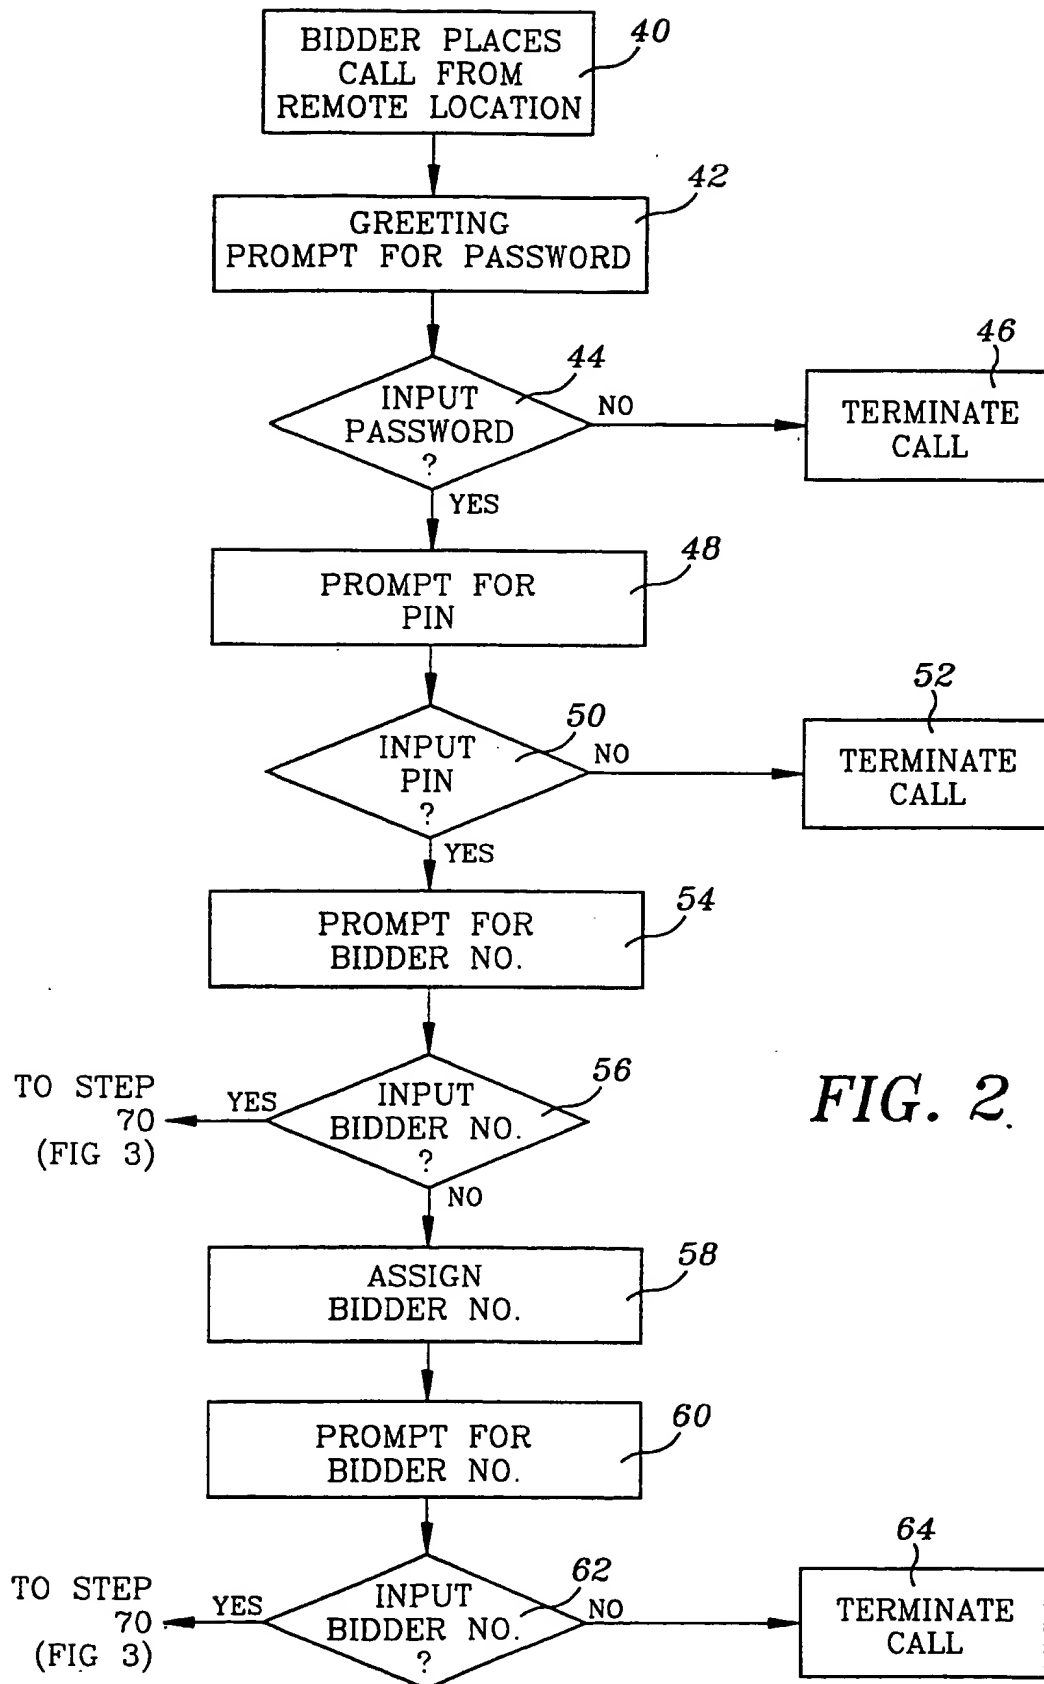 BIDDER PLACES
CALL FROM
REMOTE LOCATION
40
GREETING
PROMPT FOR PASSWORD
42
INPUT
PASSWORD
?
44
NO
YES
TERMINATE
CALL
46
PROMPT FOR
PIN
48
INPUT
PIN
?
50
NO
YES
TERMINATE
CALL
52
PROMPT FOR
BIDDER NO.
54
INPUT
BIDDER NO.
?
56
YES
TO STEP
70
(FIG 3)
NO
FIG. 2.
ASSIGN
BIDDER NO.
58
PROMPT FOR
BIDDER NO.
60
INPUT
BIDDER NO.
?
62
YES
TO STEP
70
(FIG 3)
NO
TERMINATE
CALL
64